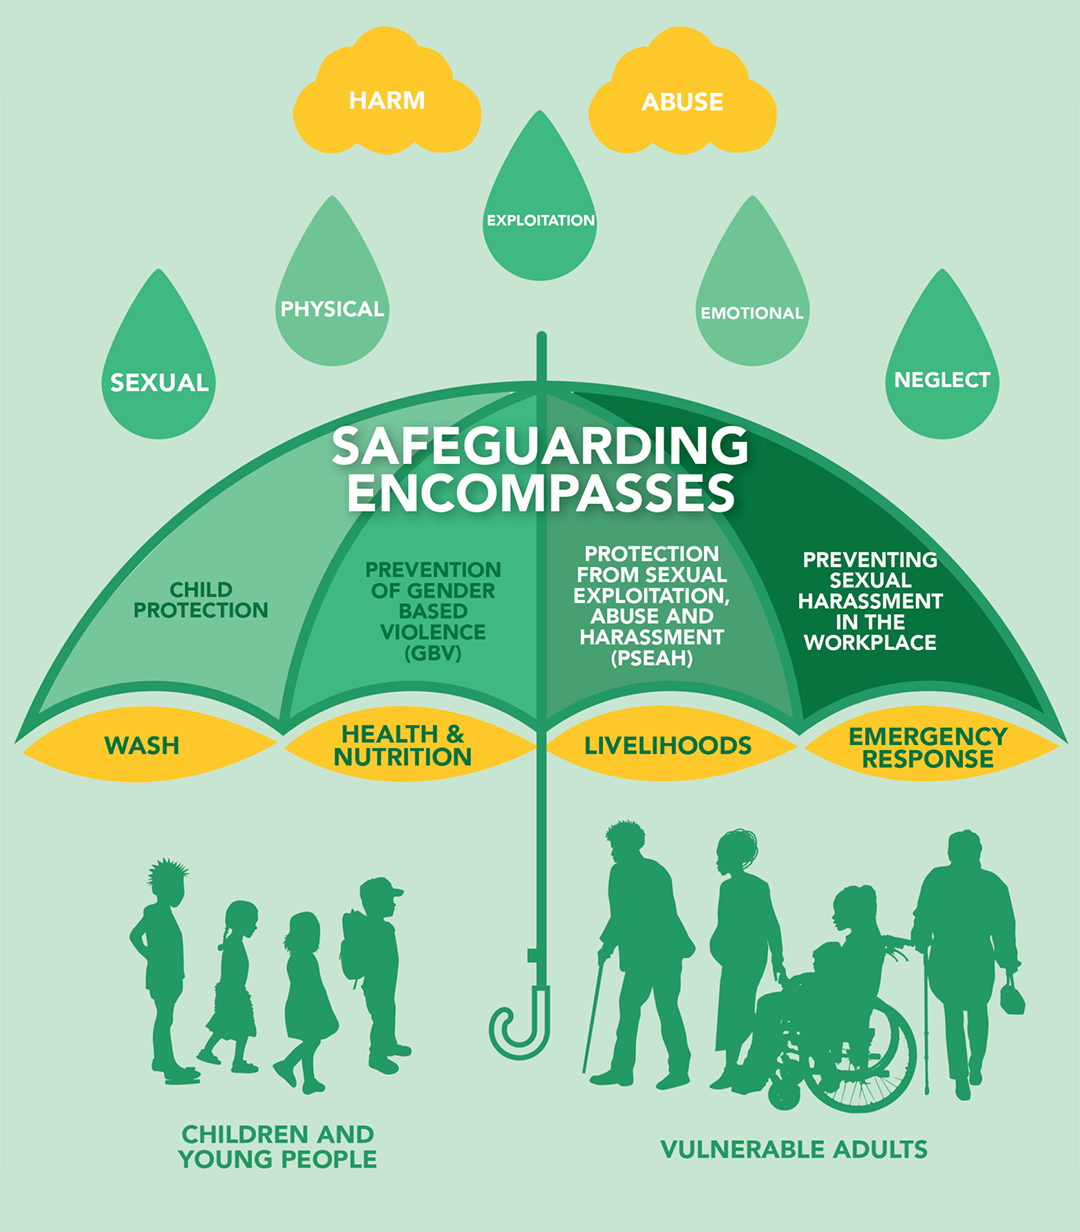 HARM
ABUSE
EXPLOITATION
PHYSICAL
EMOTIONAL
SEXUAL
NEGLECT
SAFEGUARDING
ENCOMPASSES
CHILD
PROTECTION
PREVENTION
OF GENDER
BASED
VIOLENCE
(GBV)
PROTECTION
FROM SEXUAL
EXPLOITATION,
ABUSE AND
HARASSMENT
(PSEAH)
PREVENTING
SEXUAL
HARASSMENT
IN THE
WORKPLACE
WASH
HEALTH &
NUTRITION
LIVELIHOODS
EMERGENCY
RESPONSE
CHILDREN AND
YOUNG PEOPLE
VULNERABLE ADULTS